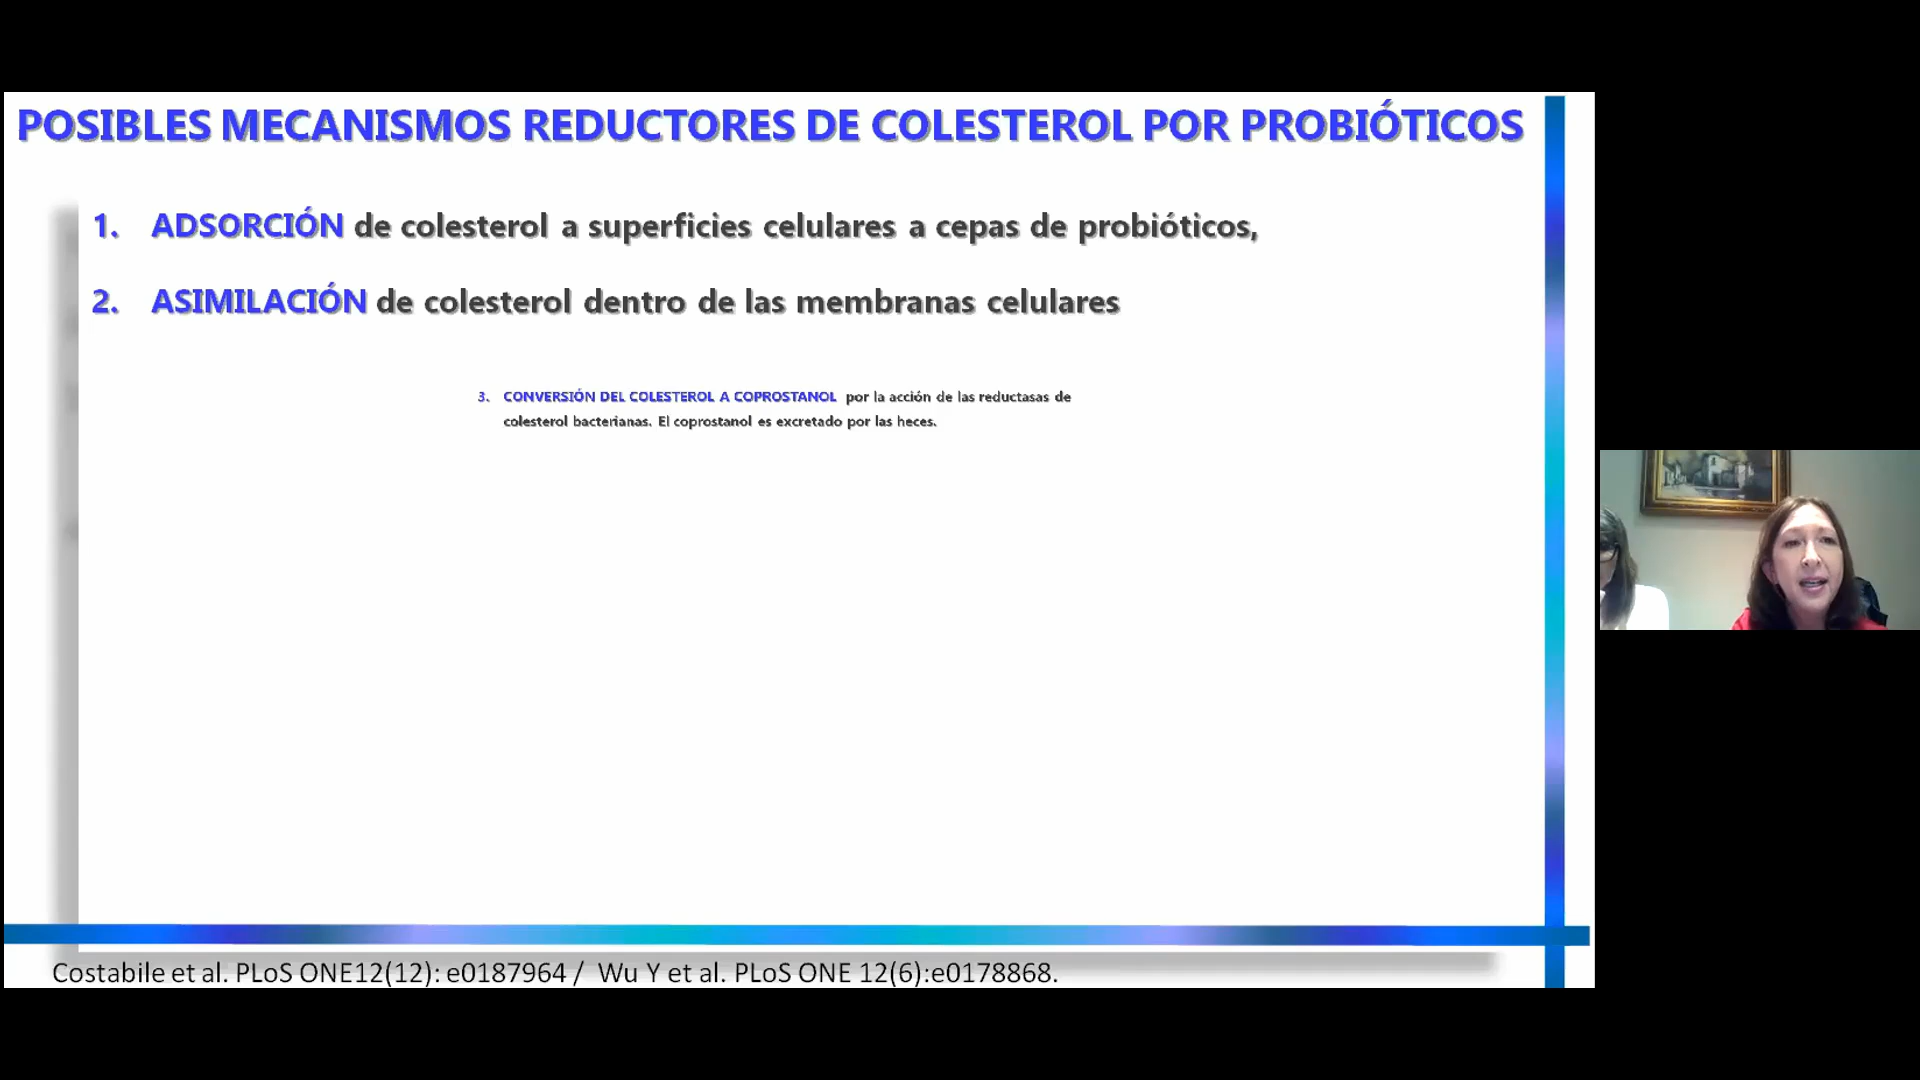 POSIBLES MECANISMOS REDUCTORES DE COLESTEROL POR PROBIÓTICOS
1. ADSORCIÓN de colesterol a superficies celulares a cepas de probióticos,
2. ASIMILACIÓN de colesterol dentro de las membranas celulares
3. CONVERSIÓN DEL COLESTEROL A COPROSTANOL por la acción de las reductasas de
colesterol bacterianas. El coprostanol es excretado por las heces.
Costabile et al. PLoS ONE12(12): e0187964 / Wu Y et al. PLoS ONE 12(6):e0178868.